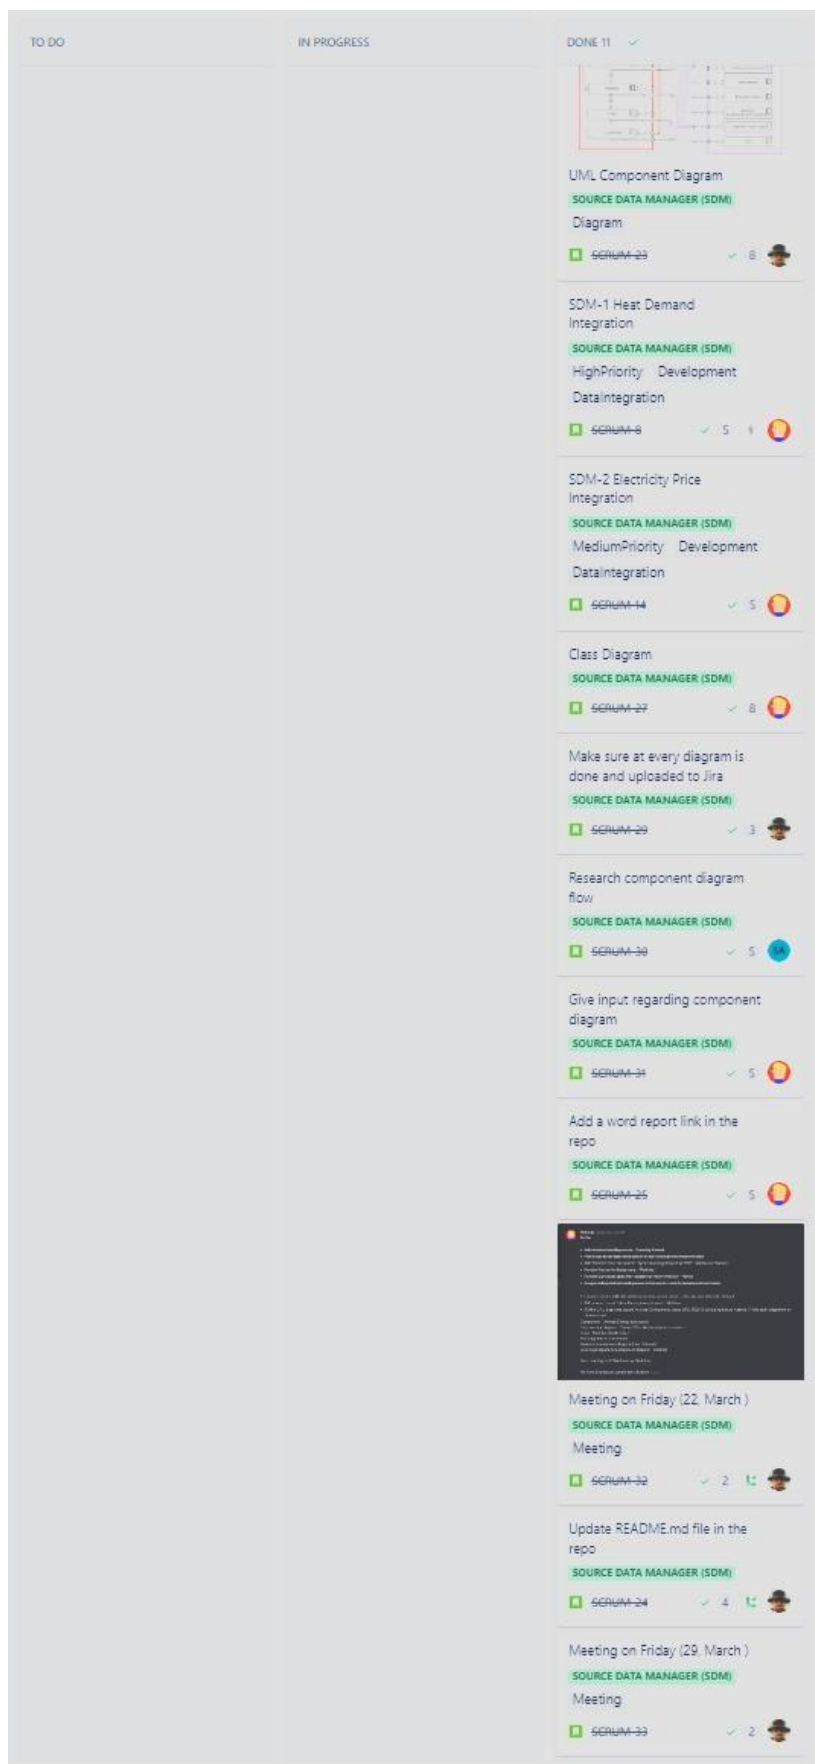 TO DO
IN PROGRESS
DONE 11
UML Component Diagram
SOURCE DATA MANAGER (SDM)
Diagram
SCRUM-23
8
SDM-1 Heat Demand
Integration
SOURCE DATA MANAGER (SDM)
HighPriority Development
DataIntegration
SCRUM-8
5
SDM-2 Electricity Price
Integration
SOURCE DATA MANAGER (SDM)
MediumPriority Development
DataIntegration
SCRUM-14
5
Class Diagram
SOURCE DATA MANAGER (SDM)
SCRUM-27
8
Make sure at every diagram is
done and uploaded to Jira
SOURCE DATA MANAGER (SDM)
SCRUM-29
3
Research component diagram
flow
SOURCE DATA MANAGER (SDM)
SCRUM-30
5
SA
Give input regarding component
diagram
SOURCE DATA MANAGER (SDM)
SCRUM-31
5
Add a word report link in the
repo
SOURCE DATA MANAGER (SDM)
SCRUM-25
5
Meeting on Friday (22, March )
SOURCE DATA MANAGER (SDM)
Meeting
SCRUM-32
2
Update README.md file in the
repo
SOURCE DATA MANAGER (SDM)
SCRUM-24
4
Meeting on Friday (29, March )
SOURCE DATA MANAGER (SDM)
Meeting
SCRUM-33
2